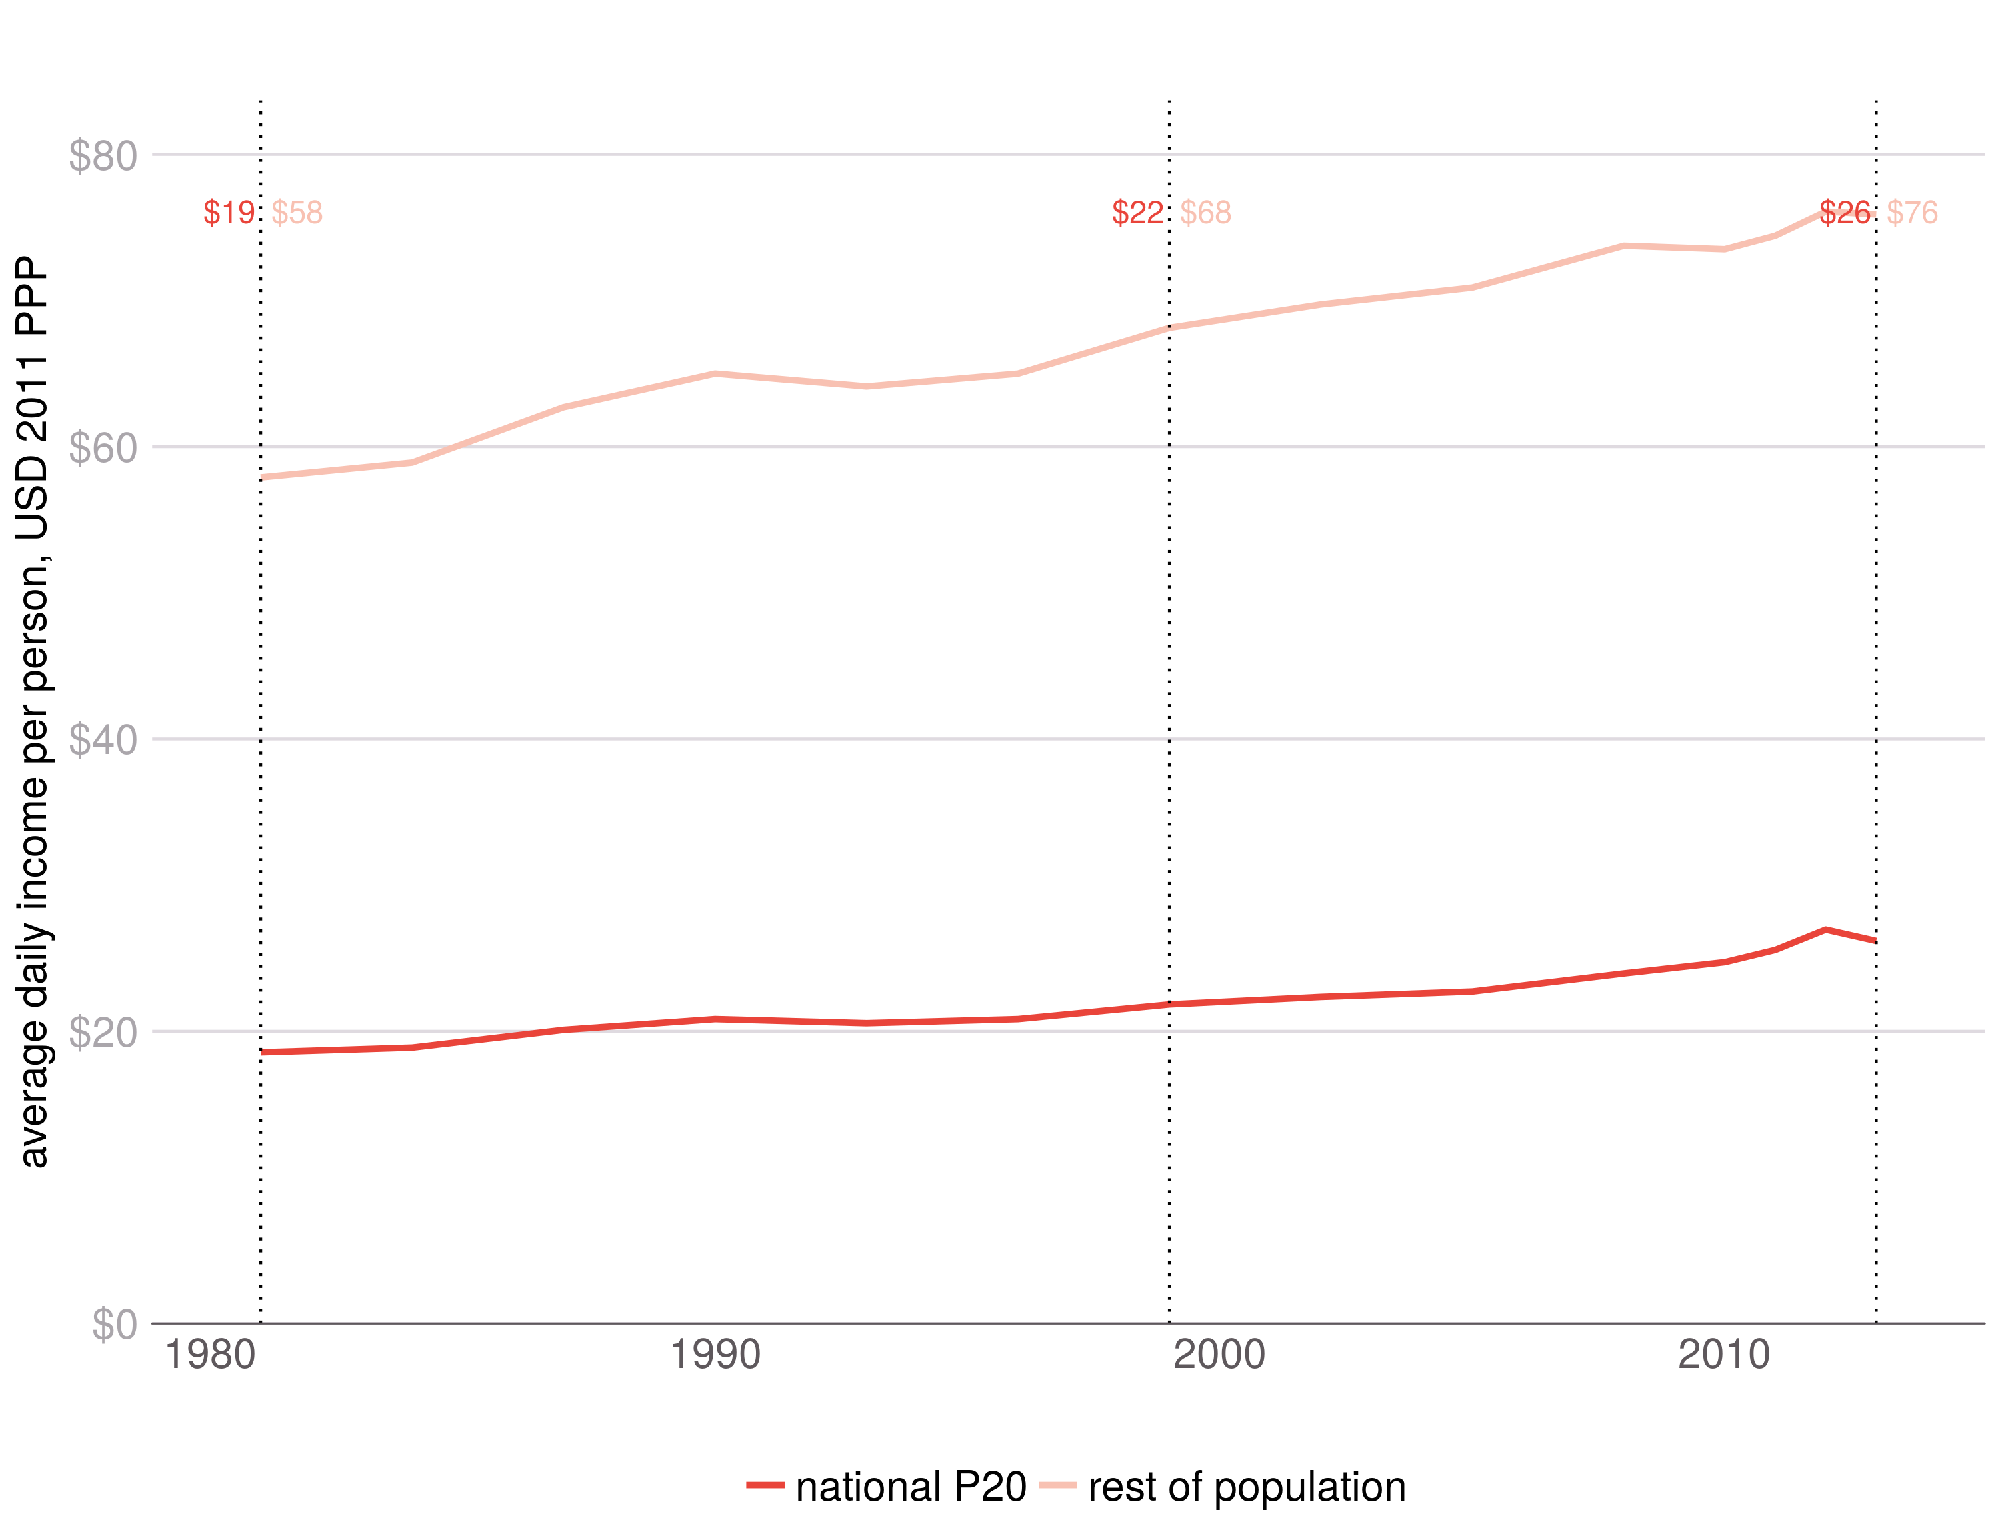 average daily income per person, USD 2011 PPP
$80
$60
$40
$20
$0
$19 $58
$22 $68
$26 $76
1980 1990 2000 2010
national P20 rest of population